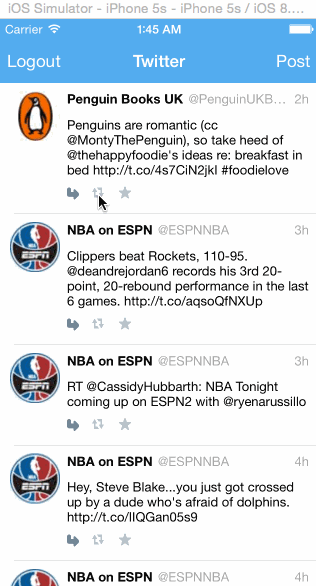 iOS Simulator - iPhone 5s - iPhone 5s / iOS 8....
Carrier 1:45 AM
Logout Twitter Post
Penguin Books UK @PenguinUKB... 2h
Penguins are romantic (cc
@MontyThePenguin), so take heed of
@thehappyfoodie's ideas re: breakfast in
bed http://t.co/4s7CiN2jkI #foodielove
NBA on ESPN @ESPNNBA 3h
Clippers beat Rockets, 110-95.
@deandrejordan6 records his 3rd 20-
point, 20-rebound performance in the last
6 games. http://t.co/aqsoQfNXUp
NBA on ESPN @ESPNNBA 3h
RT @CassidyHubbarth: NBA Tonight
coming up on ESPN2 with @ryenarussillo
NBA on ESPN @ESPNNBA 4h
Hey, Steve Blake...you just got crossed
up by a dude who's afraid of dolphins.
http://t.co/lIQGan05s9
NBA on ESPN @ESPNNBA 4h